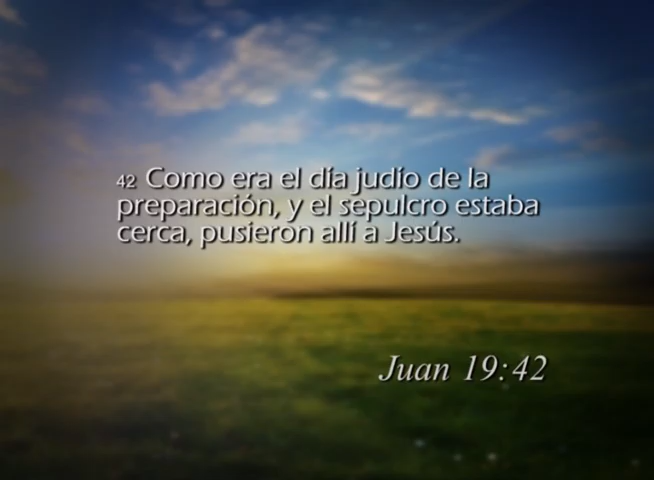 42 Como era el día judío de la
preparación, y el sepulcro estaba
cerca, pusieron allí a Jesús.
Juan 19:42